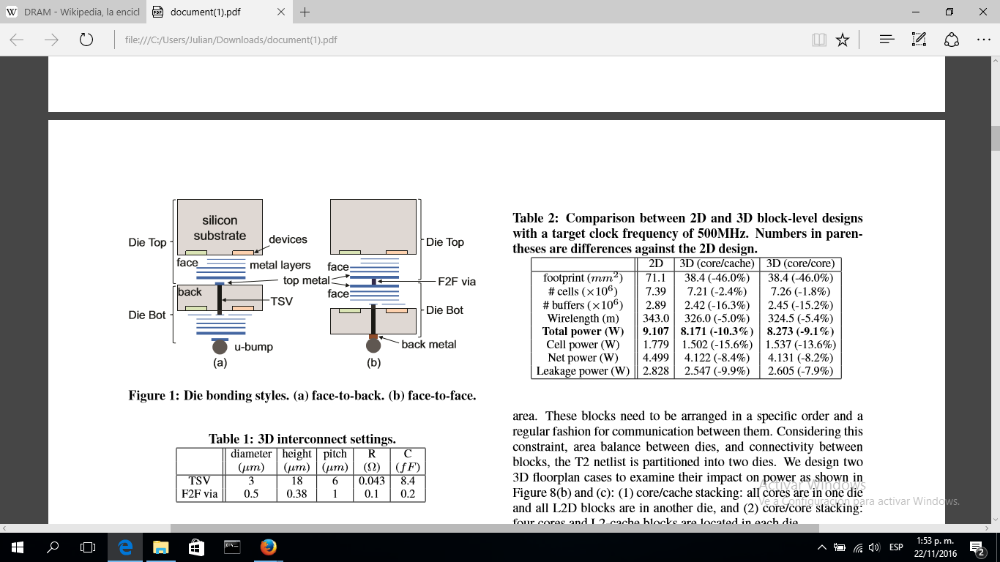 DRAM - Wikipedia, la encicl
document(1).pdf
file:///C:/Users/Julian/Downloads/document(1).pdf
silicon
substrate
Die Top
devices
face
metal layers
top metal
back
TSV
Die Bot
u-bump
(a)
Die Top
face
F2F via
face
Die Bot
back metal
(b)
Figure 1: Die bonding styles. (a) face-to-back. (b) face-to-face.
Table 1: 3D interconnect settings.
diameter height pitch R C
(μm) (μm) (μm) (Ω) (fF)
TSV 3 18 6 0.043 8.4
F2F via 0.5 0.38 1 0.1 0.2
Table 2: Comparison between 2D and 3D block-level designs
with a target clock frequency of 500MHz. Numbers in paren-
theses are differences against the 2D design.
2D 3D (core/cache) 3D (core/core)
footprint (mm²) 71.1 38.4 (-46.0%) 38.4 (-46.0%)
# cells (×10⁶) 7.39 7.21 (-2.4%) 7.26 (-1.8%)
# buffers (×10⁶) 2.89 2.42 (-16.3%) 2.45 (-15.2%)
Wirelength (m) 343.0 326.0 (-5.0%) 324.5 (-5.4%)
Total power (W) 9.107 8.171 (-10.3%) 8.273 (-9.1%)
Cell power (W) 1.779 1.502 (-15.6%) 1.537 (-13.6%)
Net power (W) 4.499 4.122 (-8.4%) 4.131 (-8.2%)
Leakage power (W) 2.828 2.547 (-9.9%) 2.605 (-7.9%)
area. These blocks need to be arranged in a specific order and a
regular fashion for communication between them. Considering this
constraint, area balance between dies, and connectivity between
blocks, the T2 netlist is partitioned into two dies. We design two
3D floorplan cases to examine their impact on power as shown in
Figure 8(b) and (c): (1) core/cache stacking: all cores are in one die
and all L2D blocks are in another die, and (2) core/core stacking:
four cores and L2-cache blocks are located in each die.
Activar Windows
Ve a Configuración para activar Windows.
ESP
1:53 p. m.
22/11/2016
2